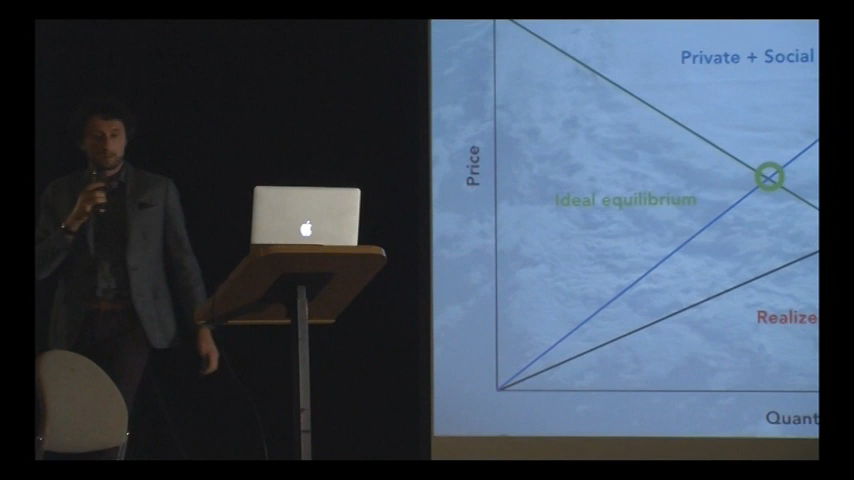 Private + Social
Price
Ideal equilibrium
Realize
Quant